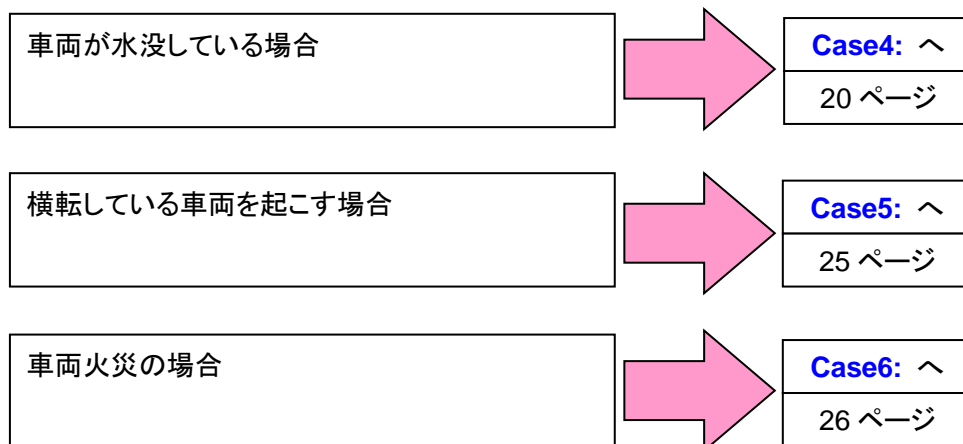 車両が水没している場合
Case4: へ
20 ページ
横転している車両を起こす場合
Case5: へ
25 ページ
車両火災の場合
Case6: へ
26 ページ